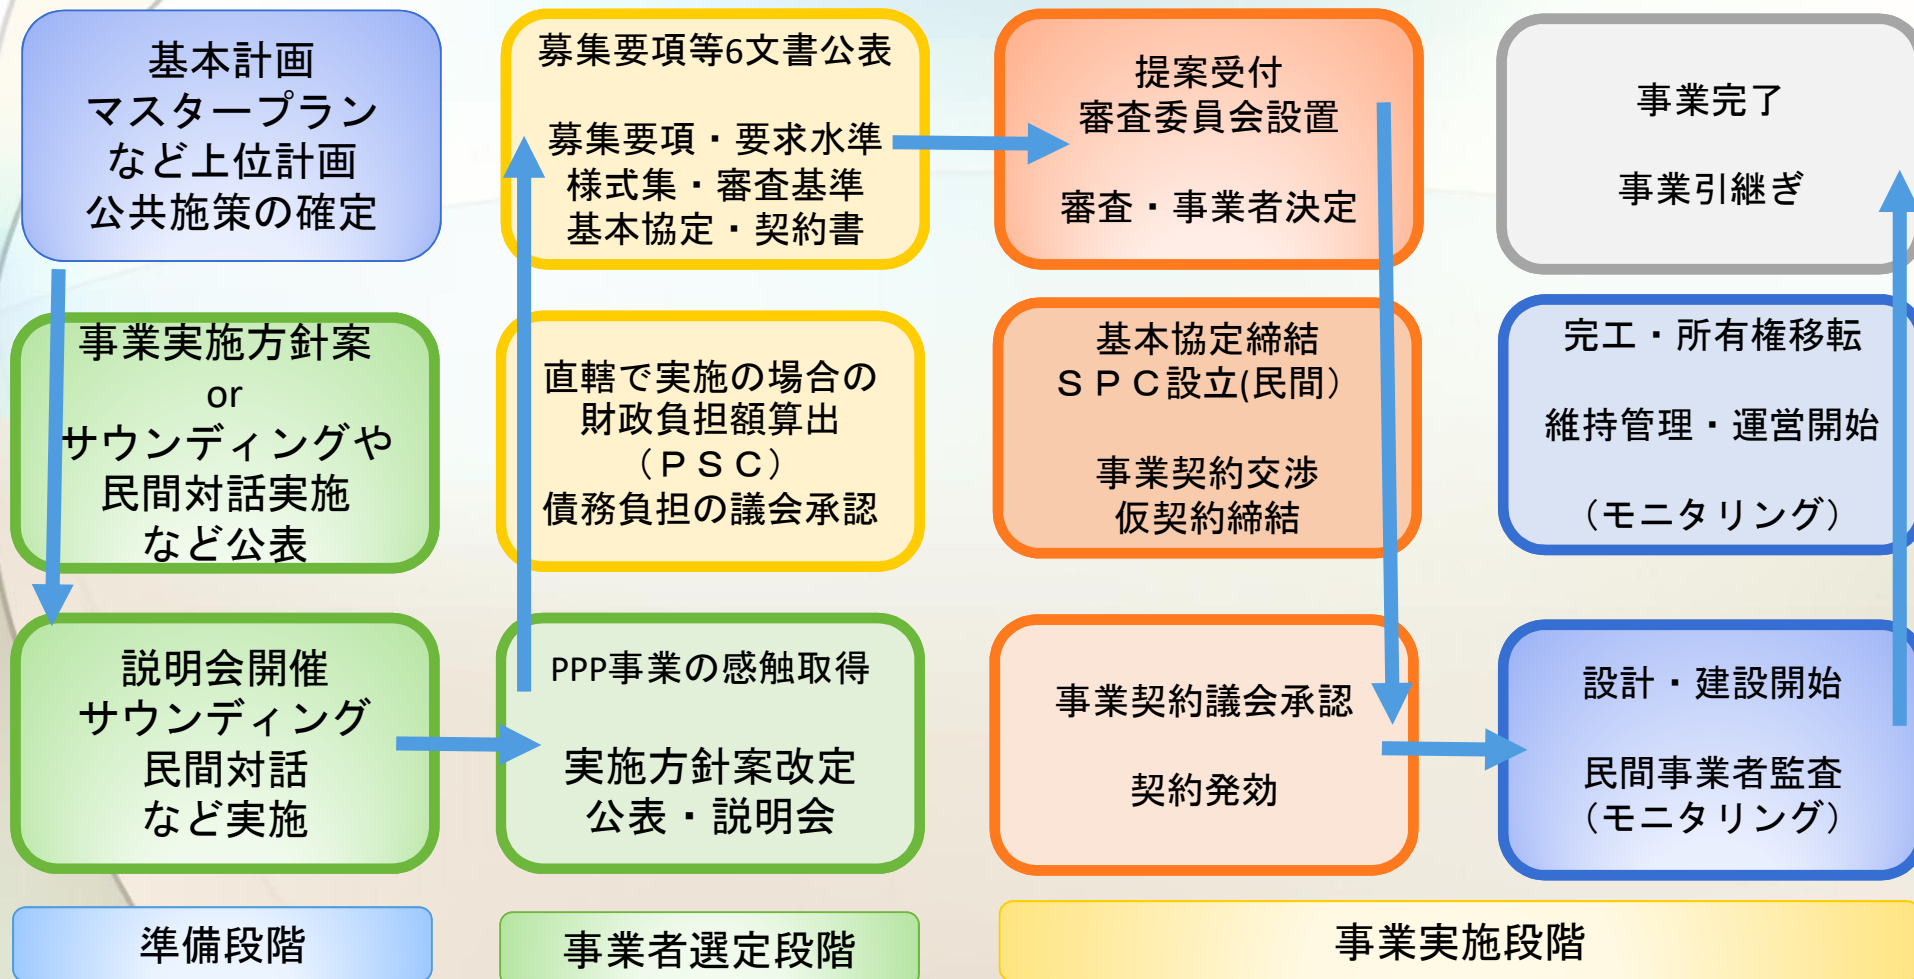 基本計画
マスタープラン
など上位計画
公共施策の確定
事業実施方針案
or
サウンディングや
民間対話実施
など公表
説明会開催
サウンディング
民間対話
など実施
準備段階
募集要項等6文書公表
募集要項・要求水準
様式集・審査基準
基本協定・契約書
直轄で実施の場合の
財政負担額算出
（ＰＳＣ）
債務負担の議会承認
PPP事業の感触取得
実施方針案改定
公表・説明会
事業者選定段階
提案受付
審査委員会設置
審査・事業者決定
基本協定締結
ＳＰＣ設立(民間）
事業契約交渉
仮契約締結
事業契約議会承認
契約発効
事業完了
事業引継ぎ
完工・所有権移転
維持管理・運営開始
（モニタリング）
設計・建設開始
民間事業者監査
（モニタリング）
事業実施段階